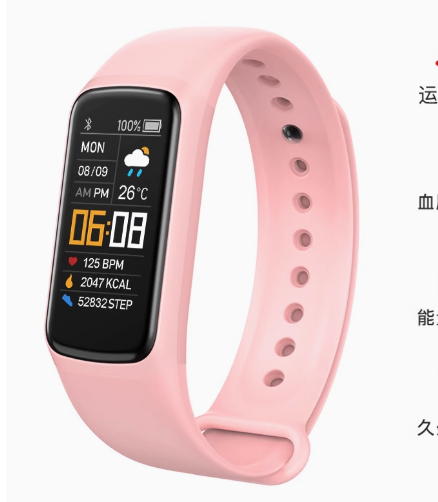 100%
MON
08/09
AM PM
26°C
06:08
125 BPM
2047 KCAL
52832 STEP
运
血
能
久